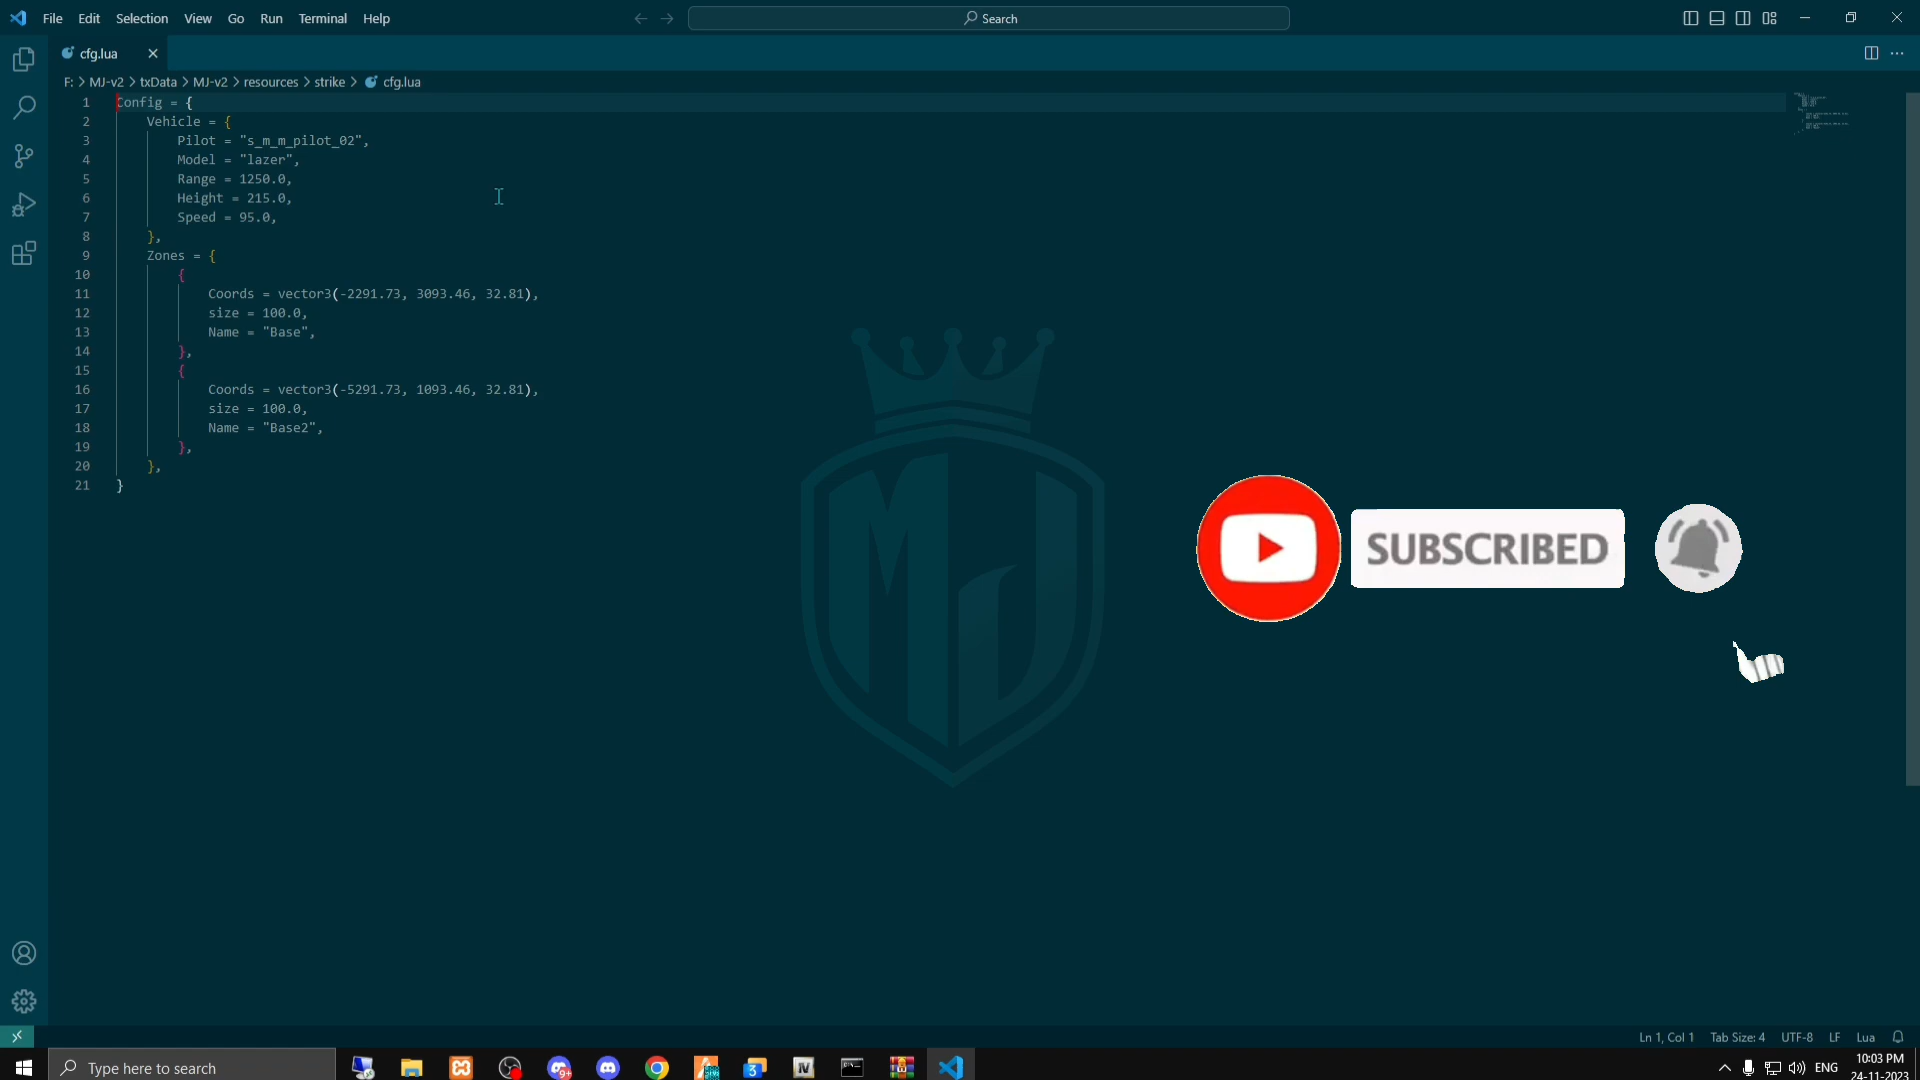 File Edit Selection View Go Run Terminal Help
Search
cfg.lua
F: > MJ-v2 > txData > MJ-v2 > resources > strike > cfg.lua
1 Config = {
2 Vehicle = {
3 Pilot = "s_m_m_pilot_02",
4 Model = "lazer",
5 Range = 1250.0,
6 Height = 215.0,
7 Speed = 95.0,
8 },
9 Zones = {
10 {
11 Coords = vector3(-2291.73, 3093.46, 32.81),
12 size = 100.0,
13 Name = "Base",
14 },
15 {
16 Coords = vector3(-5291.73, 1093.46, 32.81),
17 size = 100.0,
18 Name = "Base2",
19 },
20 },
21 }
MJ
SUBSCRIBED
Ln 1, Col 1 Tab Size: 4 UTF-8 LF Lua
Type here to search
ENG
10:03 PM
24-11-2023